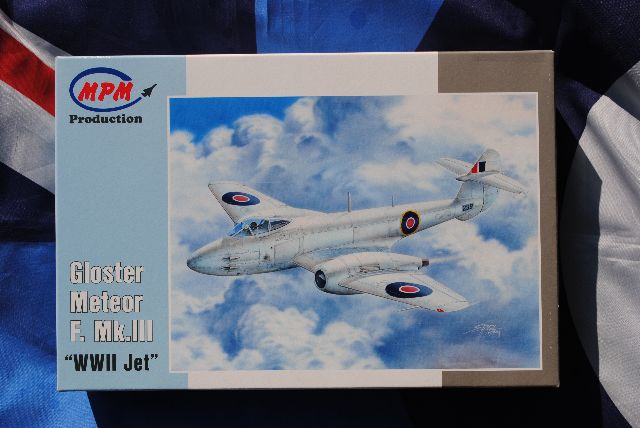 MPM
Production
Gloster
Meteor
F. Mk.III
"WWII Jet"